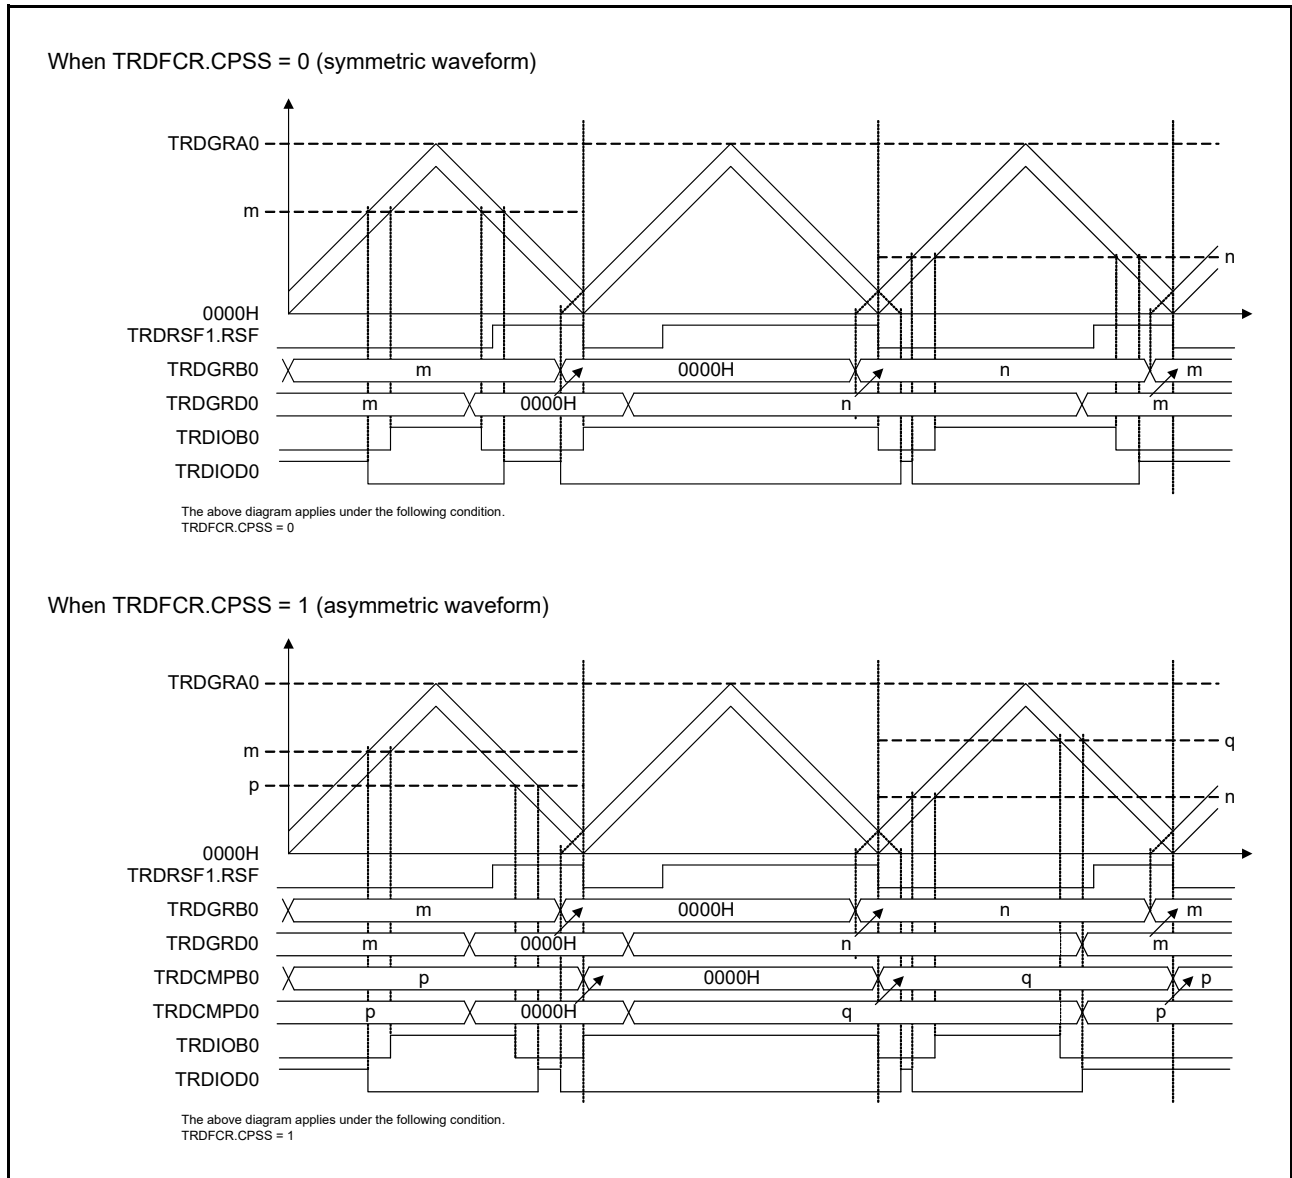 When TRDFCR.CPSS = 0 (symmetric waveform)
TRDGRA0
m
n
0000H
TRDRSF1.RSF
TRDGRB0 m 0000H n m
TRDGRD0 m 0000H n m
TRDIOB0
TRDIOD0
The above diagram applies under the following condition.
TRDFCR.CPSS = 0
When TRDFCR.CPSS = 1 (asymmetric waveform)
TRDGRA0
q
m
p
n
0000H
TRDRSF1.RSF
TRDGRB0 m 0000H n m
TRDGRD0 m 0000H n m
TRDCMPB0 p 0000H q p
TRDCMPD0 p 0000H q p
TRDIOB0
TRDIOD0
The above diagram applies under the following condition.
TRDFCR.CPSS = 1